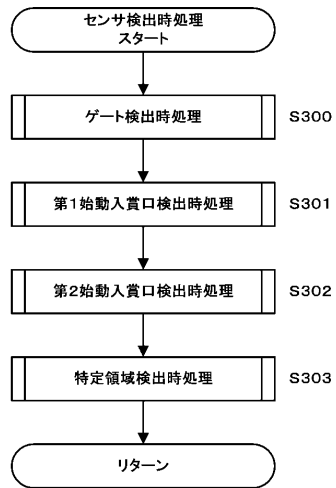 センサ検出時処理
スタート
ゲート検出時処理
S300
第1始動入賞口検出時処理
S301
第2始動入賞口検出時処理
S302
特定領域検出時処理
S303
リターン